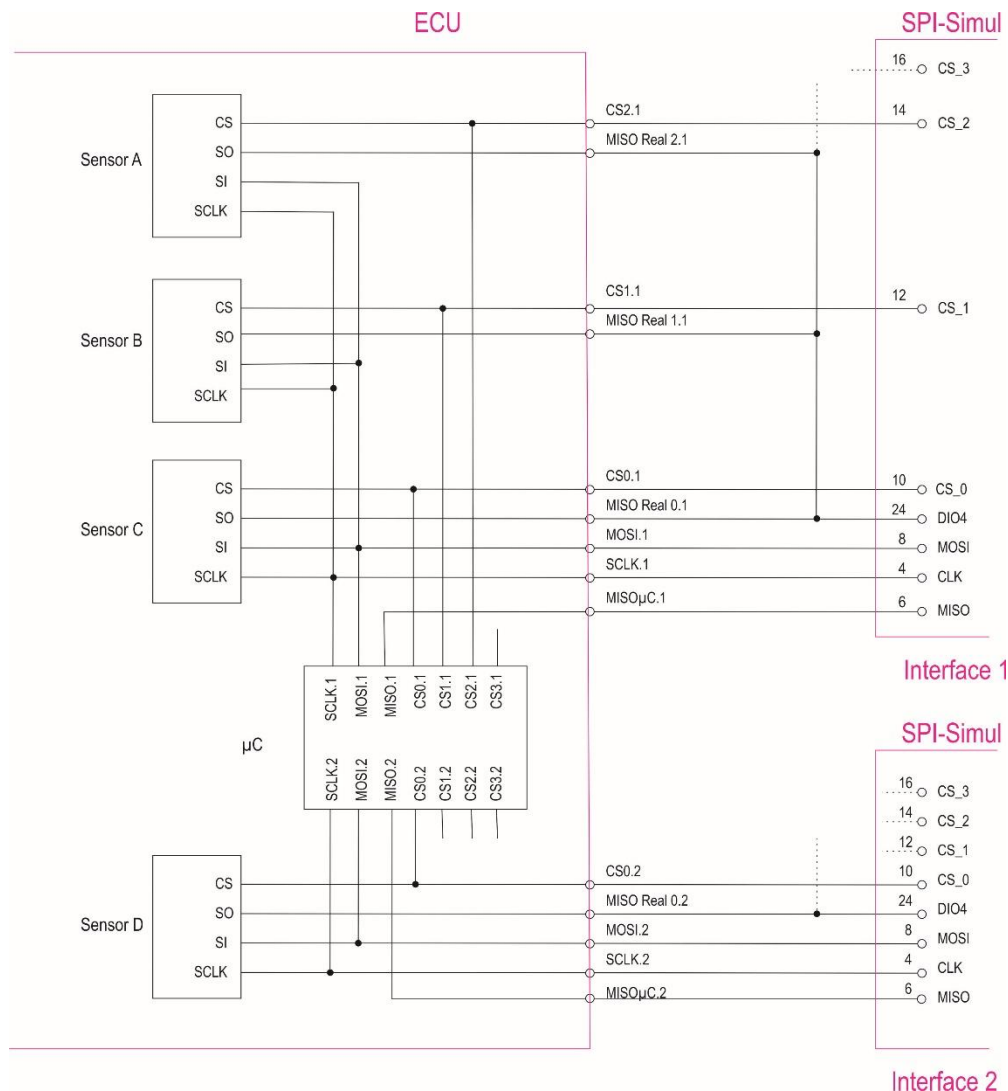 ECU
SPI-Simul
16 CS_3
CS2.1
14 CS_2
CS
MISO Real 2.1
SO
Sensor A
SI
SCLK
CS1.1
12 CS_1
CS
MISO Real 1.1
SO
Sensor B
SI
SCLK
CS0.1
10 CS_0
CS
MISO Real 0.1
24 DIO4
SO
Sensor C
MOSI.1
8 MOSI
SI
SCLK.1
4 CLK
SCLK
MISOµC.1
6 MISO
Interface 1
SCLK.1 MOSI.1 MISO.1 CS0.1 CS1.1 CS2.1 CS3.1
µC
SCLK.2 MOSI.2 MISO.2 CS0.2 CS1.2 CS2.2 CS3.2
SPI-Simul
16 CS_3
14 CS_2
12 CS_1
CS0.2
10 CS_0
CS
MISO Real 0.2
24 DIO4
SO
Sensor D
MOSI.2
8 MOSI
SI
SCLK.2
4 CLK
SCLK
MISOµC.2
6 MISO
Interface 2